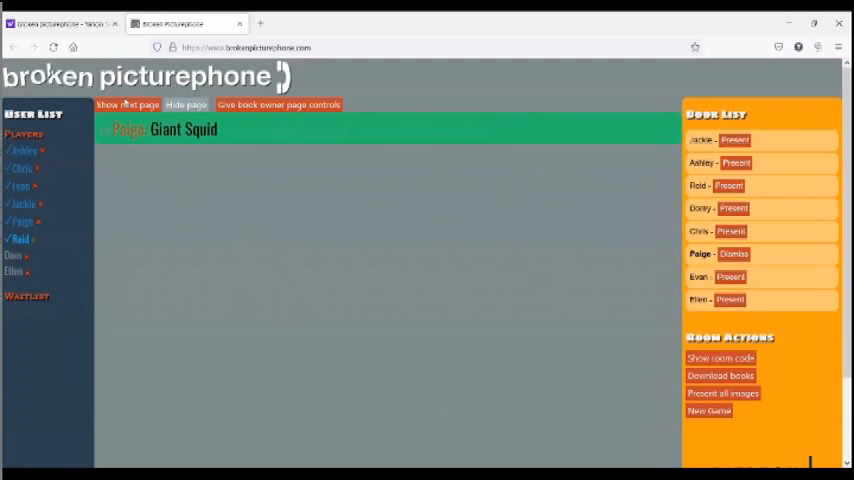 broken picturephone - Yahoo S
Broken Picturephone
https://www.brokenpicturephone.com
broken picturephone
Show next page Hide page Give book owner page controls
User List
Players
✓Ashley ×
✓Chris ×
✓Evan ×
✓Jackie ×
✓Paige ×
✓Reid
Dom ×
Ellen ×
Waitlist
Paige: Giant Squid
Book List
Jackie - Present
Ashley - Present
Reid - Present
Chris - Present
Paige - Dismiss
Evan - Present
Ellen - Present
Room Actions
Show room code
Download books
Present all images
New Game